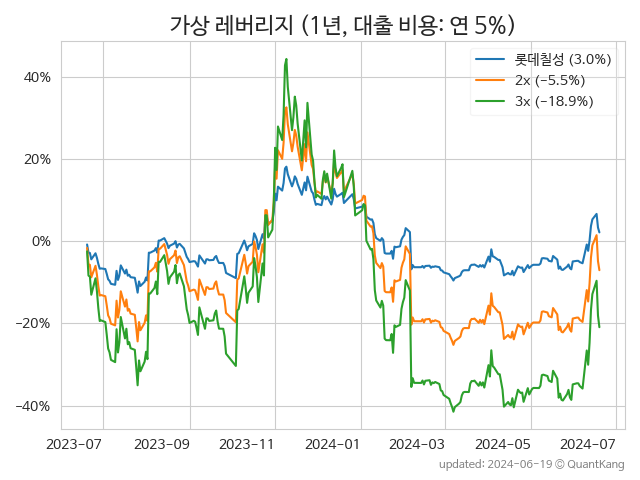 가상 레버리지 (1년, 대출 비용: 연 5%)
롯데칠성 (3.0%)
2x (−5.5%)
3x (−18.9%)
40%
20%
0%
−20%
−40%
2023-07 2023-09 2023-11 2024-01 2024-03 2024-05 2024-07
updated: 2024-06-19 © QuantKang